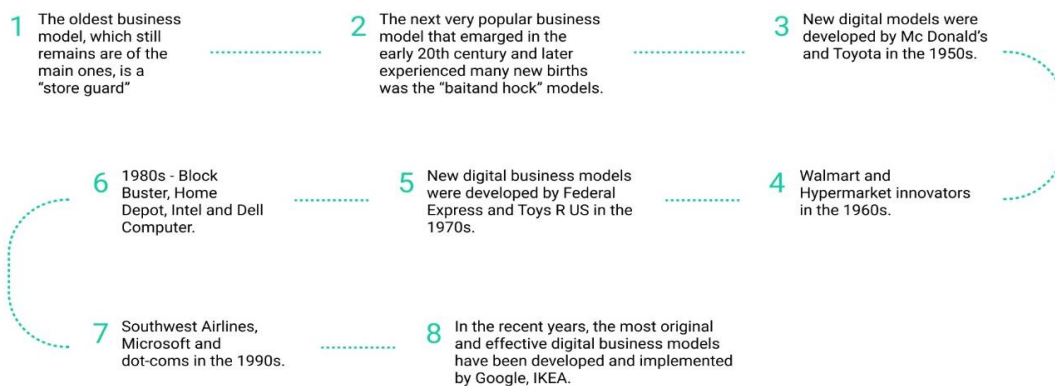 1
The oldest business
model, which still
remains are of the
main ones, is a
“store guard”
2
The next very popular business
model that emarged in the
early 20th century and later
experienced many new births
was the “baitand hock” models.
3
New digital models were
developed by Mc Donald’s
and Toyota in the 1950s.
4
Walmart and
Hypermarket innovators
in the 1960s.
5
New digital business models
were developed by Federal
Express and Toys R US in the
1970s.
6
1980s - Block
Buster, Home
Depot, Intel and Dell
Computer.
7
Southwest Airlines,
Microsoft and
dot-coms in the 1990s.
8
In the recent years, the most original
and effective digital business models
have been developed and implemented
by Google, IKEA.